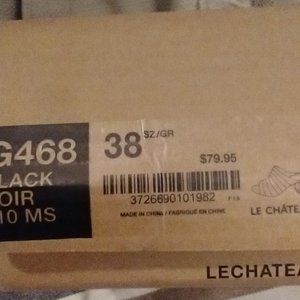 G468
LACK
OIR
10 MS
38 SZ/GR
$79.95
3726690101982
MADE IN CHINA / FABRIQUÉ EN CHINE
LE CHÂTE
LECHATEA